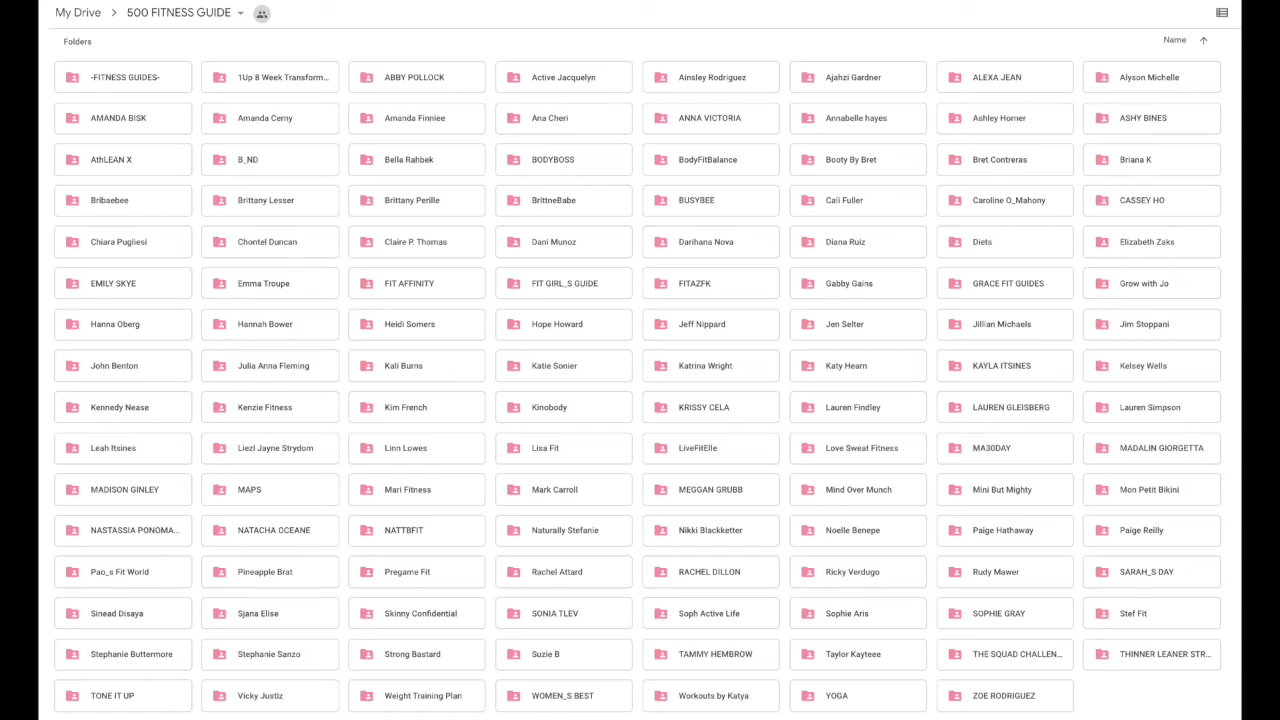 My Drive > 500 FITNESS GUIDE
Folders
Name
-FITNESS GUIDES- 1Up 8 Week Transform... ABBY POLLOCK Active Jacquelyn Ainsley Rodriguez Ajahzi Gardner ALEXA JEAN Alyson Michelle
AMANDA BISK Amanda Cerny Amanda Finniee Ana Cheri ANNA VICTORIA Annabelle hayes Ashley Horner ASHY BINES
AthLEAN X B_ND Bella Rahbek BODYBOSS BodyFitBalance Booty By Bret Bret Contreras Briana K
Bribaebee Brittany Lesser Brittany Perille BrittneBabe BUSYBEE Cali Fuller Caroline O_Mahony CASSEY HO
Chiara Pugliesi Chontel Duncan Claire P. Thomas Dani Munoz Darihana Nova Diana Ruiz Diets Elizabeth Zaks
EMILY SKYE Emma Troupe FIT AFFINITY FIT GIRL_S GUIDE FITAZFK Gabby Gains GRACE FIT GUIDES Grow with Jo
Hanna Oberg Hannah Bower Heidi Somers Hope Howard Jeff Nippard Jen Selter Jillian Michaels Jim Stoppani
John Benton Julia Anna Fleming Kali Burns Katie Sonier Katrina Wright Katy Hearn KAYLA ITSINES Kelsey Wells
Kennedy Nease Kenzie Fitness Kim French Kinobody KRISSY CELA Lauren Findley LAUREN GLEISBERG Lauren Simpson
Leah Itsines Liezl Jayne Strydom Linn Lowes Lisa Fit LiveFitElle Love Sweat Fitness MA30DAY MADALIN GIORGETTA
MADISON GINLEY MAPS Mari Fitness Mark Carroll MEGGAN GRUBB Mind Over Munch Mini But Mighty Mon Petit Bikini
NASTASSIA PONOMA... NATACHA OCEANE NATTBFIT Naturally Stefanie Nikki Blackketter Noelle Benepe Paige Hathaway Paige Reilly
Pao_s Fit World Pineapple Brat Pregame Fit Rachel Attard RACHEL DILLON Ricky Verdugo Rudy Mawer SARAH_S DAY
Sinead Disaya Sjana Elise Skinny Confidential SONIA TLEV Soph Active Life Sophie Aris SOPHIE GRAY Stef Fit
Stephanie Buttermore Stephanie Sanzo Strong Bastard Suzie B TAMMY HEMBROW Taylor Kayteee THE SQUAD CHALLEN... THINNER LEANER STR...
TONE IT UP Vicky Justiz Weight Training Plan WOMEN_S BEST Workouts by Katya YOGA ZOE RODRIGUEZ